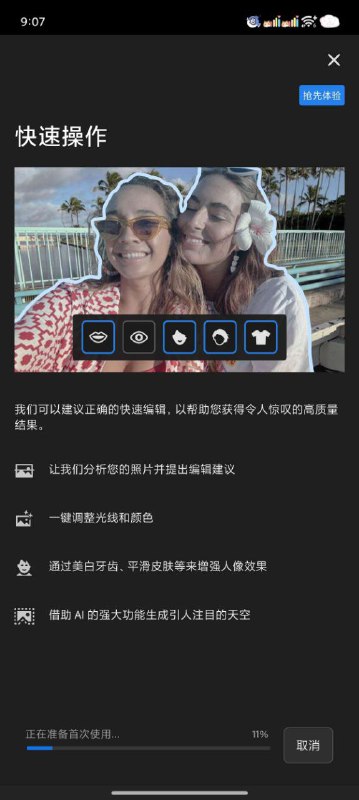 9:07
抢先体验
快速操作
我们可以建议正确的快速编辑，以帮助您获得令人惊叹的高质量
结果。
让我们分析您的照片并提出编辑建议
一键调整光线和颜色
通过美白牙齿、平滑皮肤等来增强人像效果
借助 AI 的强大功能生成引人注目的天空
正在准备首次使用... 11%
取消